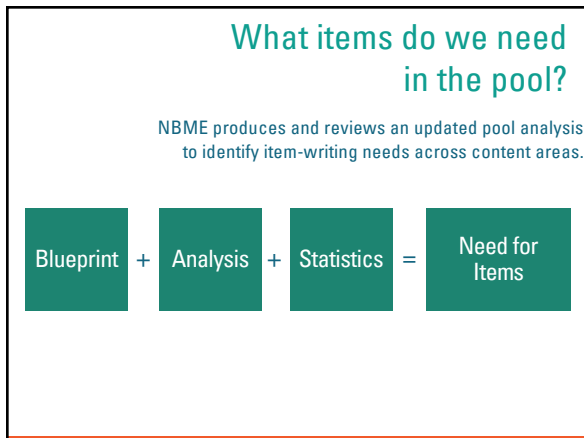 What items do we need
in the pool?
NBME produces and reviews an updated pool analysis
to identify item-writing needs across content areas.
Blueprint + Analysis + Statistics = Need for
Items